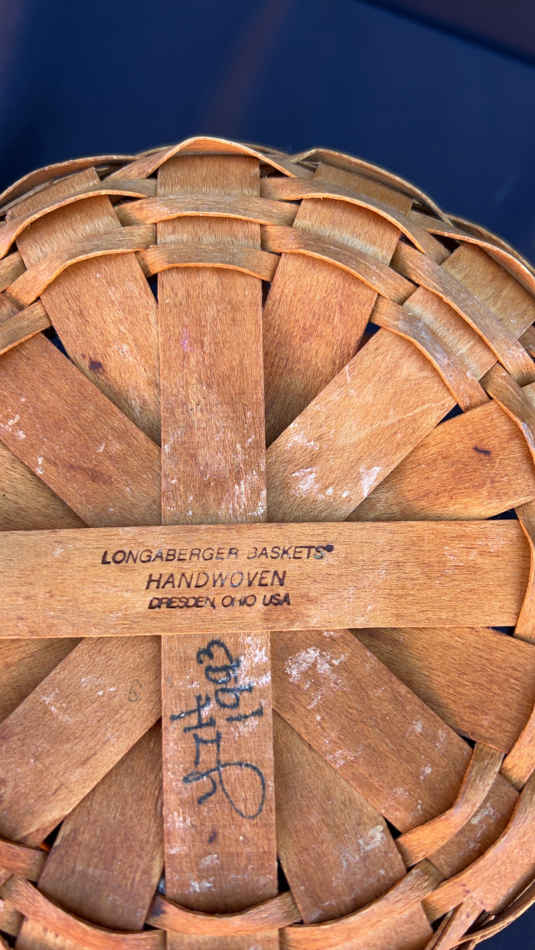 LONGABERGER BASKETS®
HANDWOVEN
DRESDEN, OHIO USA
1993